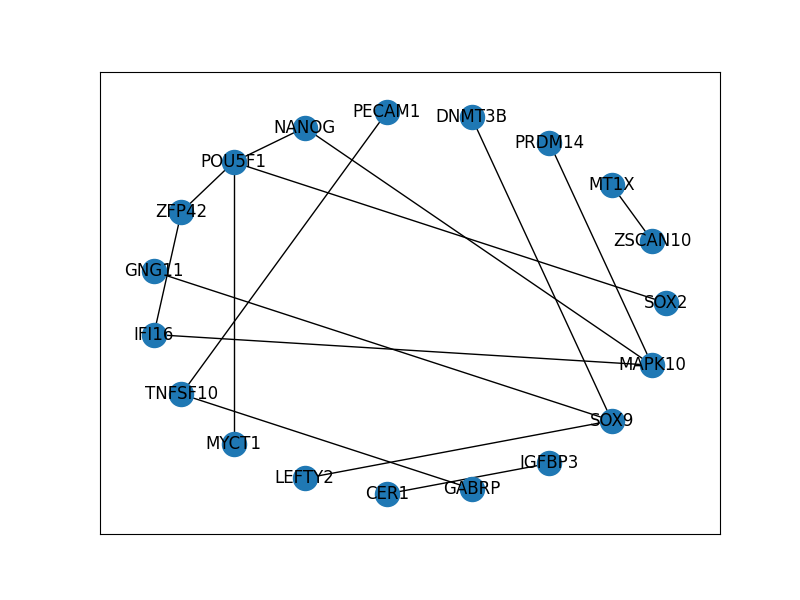 PECAM1
DNMT3B
NANOG
PRDM14
POU5F1
MT1X
ZFP42
ZSCAN10
GNG11
SOX2
IFI16
MAPK10
TNFSF10
SOX9
MYCT1
IGFBP3
LEFTY2
GABRP
CER1